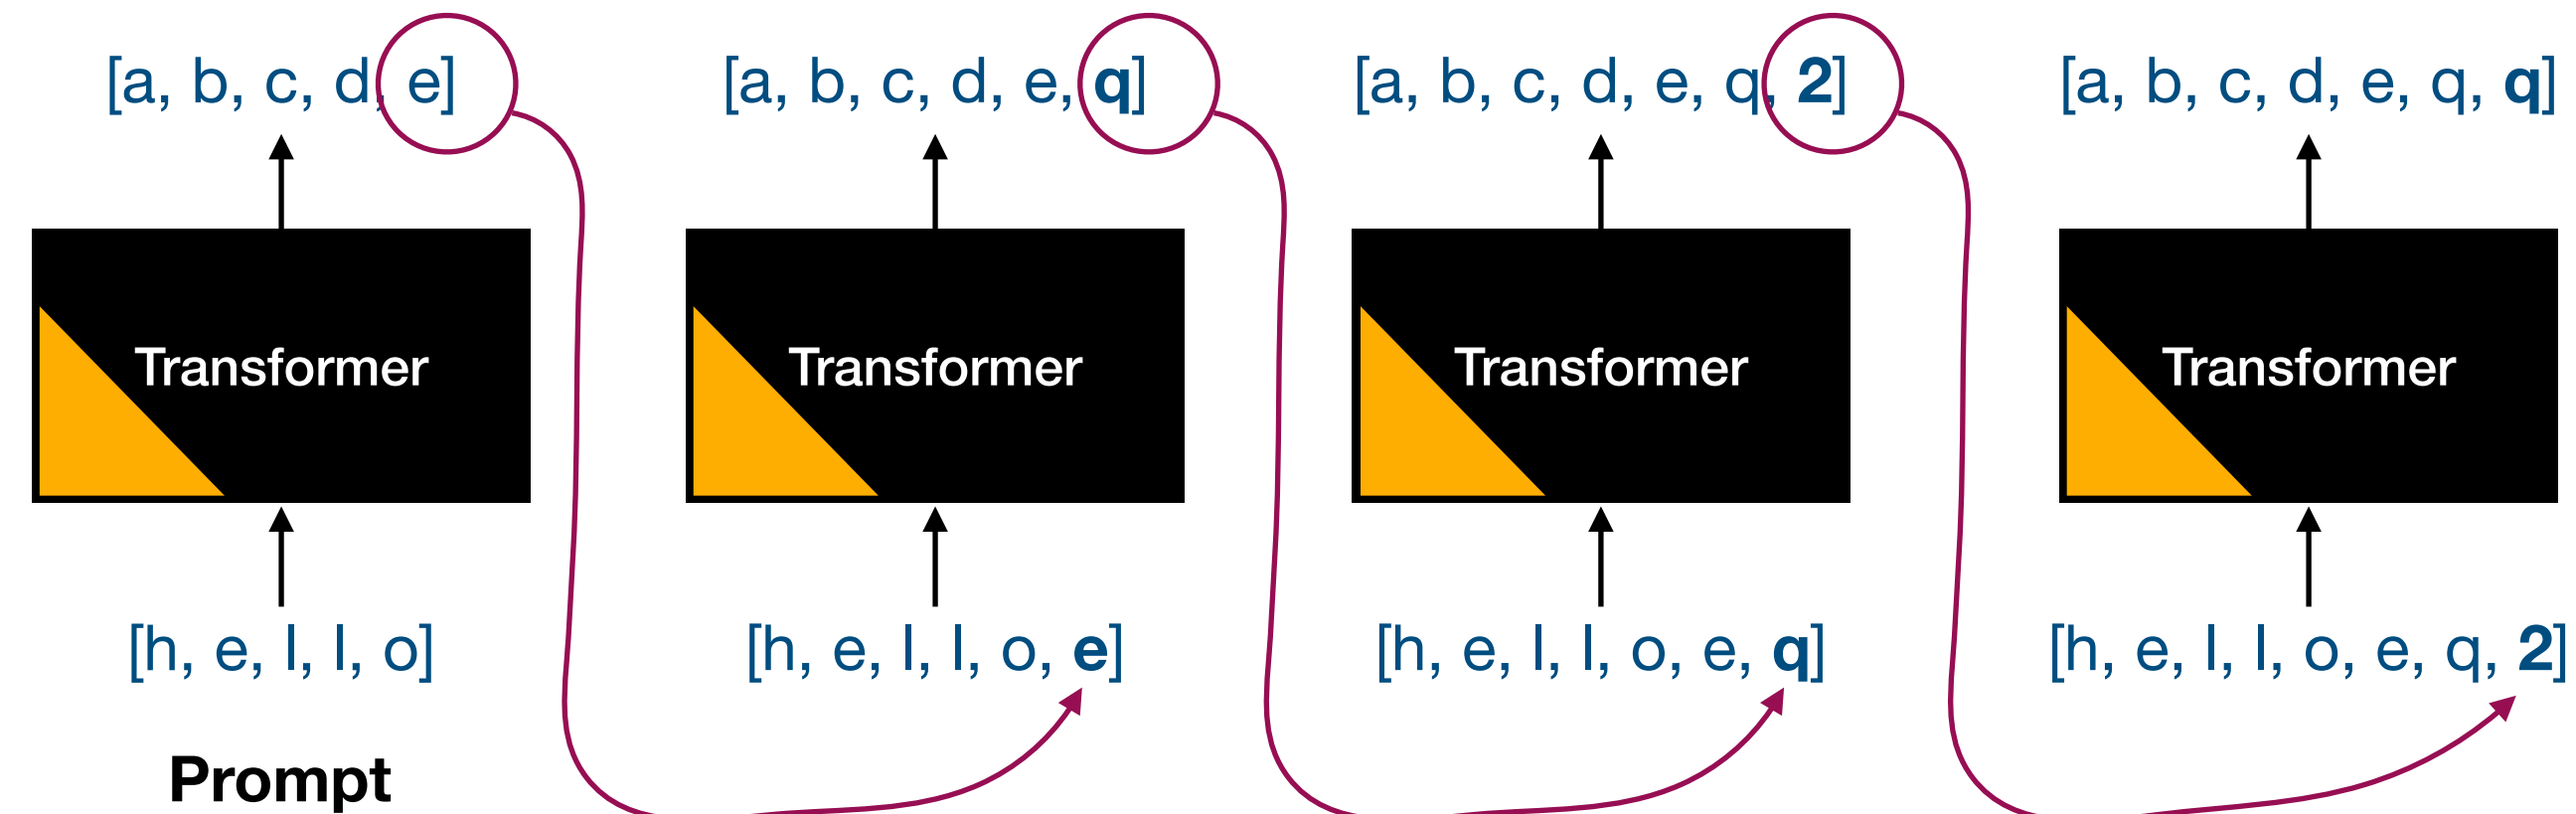 [a, b, c, d, e]
[a, b, c, d, e, q]
[a, b, c, d, e, q, 2]
[a, b, c, d, e, q, q]
Transformer
Transformer
Transformer
Transformer
[h, e, l, l, o]
[h, e, l, l, o, e]
[h, e, l, l, o, e, q]
[h, e, l, l, o, e, q, 2]
Prompt